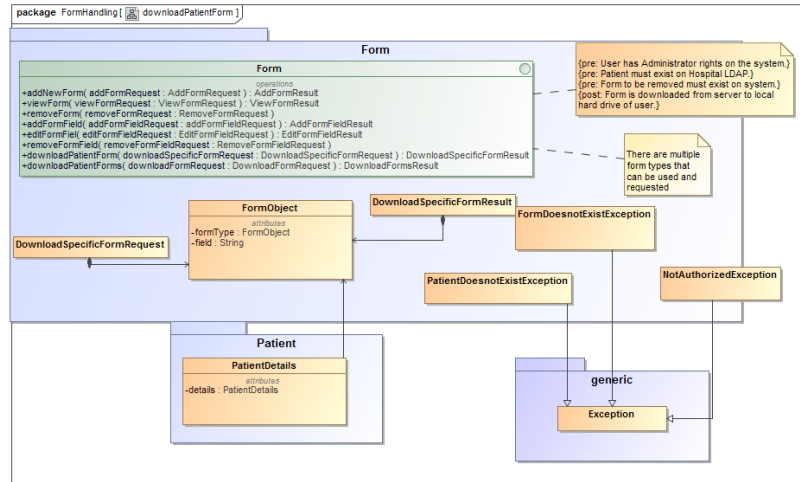 package FormHandling [ downloadPatientForm ]
Form
Form
operations
+addNewForm( addFormRequest : AddFormRequest ) : AddFormResult
+viewForm( viewFormRequest : ViewFormRequest ) : ViewFormResult
+removeForm( removeFormRequest : RemoveFormRequest )
+addFormField( addFormFieldRequest : addFormFieldRequest ) : AddFormFieldResult
+editFormField( editFormFieldRequest : EditFormFieldRequest ) : EditFormFieldResult
+removeFormField( removeFormFieldRequest : RemoveFormFieldRequest )
+downloadPatientForm( downloadSpecificFormRequest : DownloadSpecificFormRequest ) : DownloadSpecificFormResult
+downloadPatientForms( downloadFormRequest : DownloadFormRequest ) : DownloadFormsResult
{pre: User has Administrator rights on the system.}
{pre: Patient must exist on Hospital LDAP.}
{pre: Form to be removed must exist on system.}
{post: Form is downloaded from server to local
hard drive of user.}
There are multiple
form types that
can be used and
requested
FormObject
attributes
-formType : FormObject
-field : String
DownloadSpecificFormResult
FormDoesnotExistException
DownloadSpecificFormRequest
PatientDoesnotExistException
NotAuthorizedException
Patient
PatientDetails
attributes
-details : PatientDetails
generic
Exception